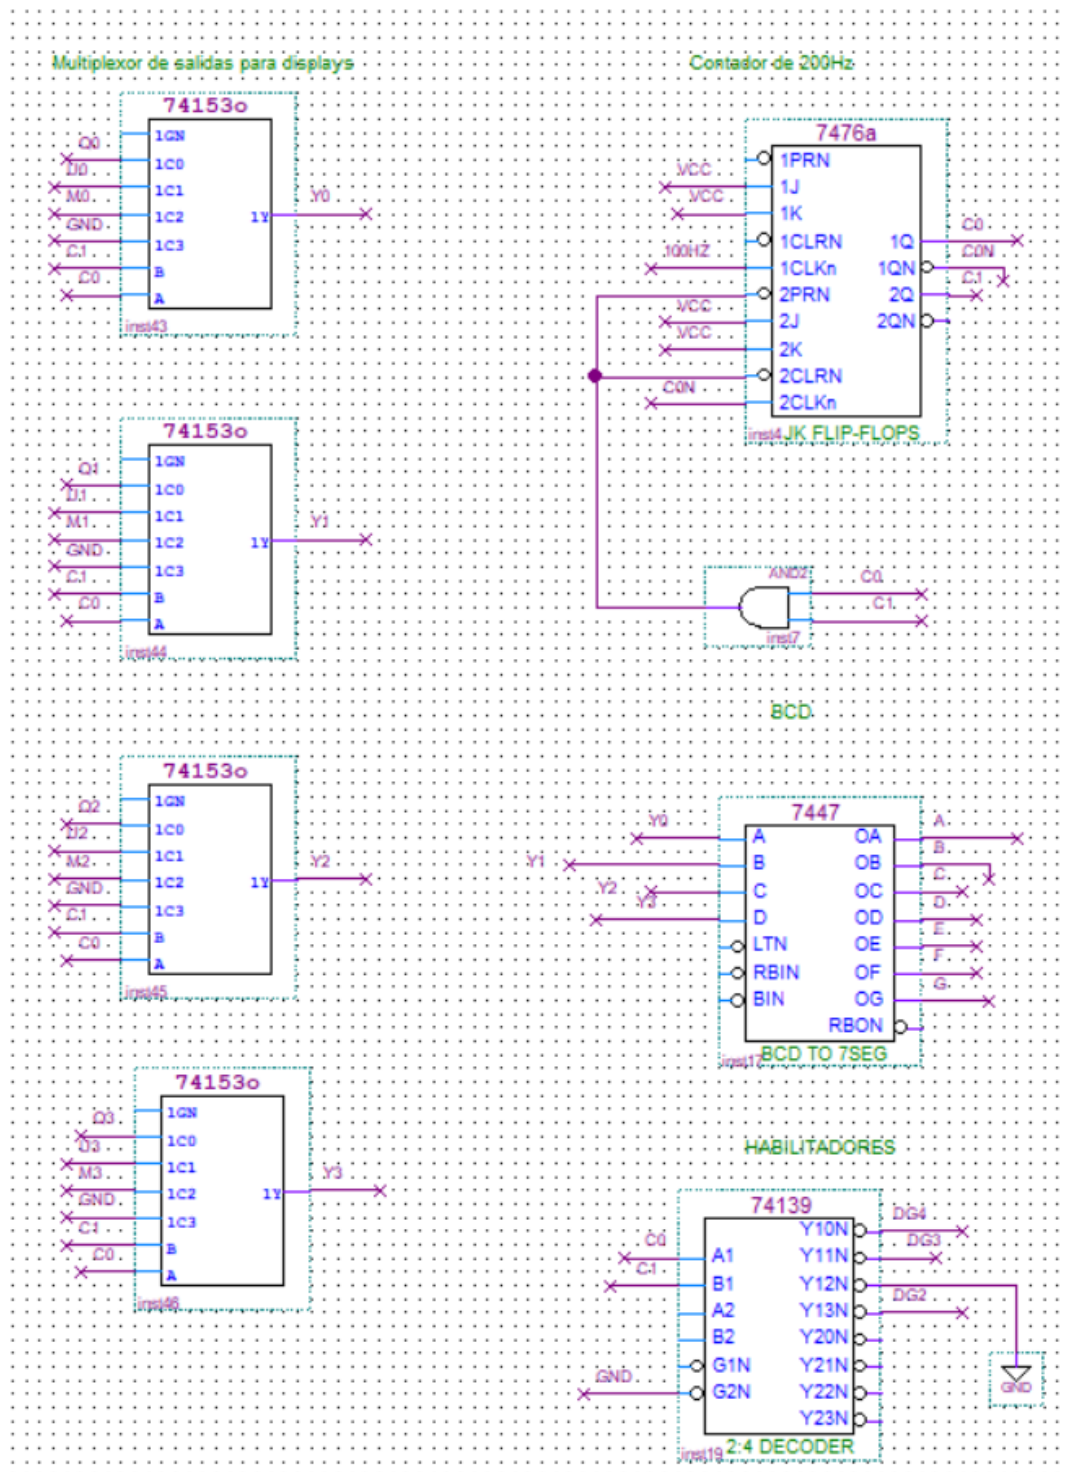 Multiplexor de salidas para displays
74153o
1GN
Q0
1C0
U0
1C1
M0
1C2
1Y
Y0
GND
1C3
C1
B
C0
A
inst43
74153o
1GN
Q1
1C0
U1
1C1
M1
1C2
1Y
Y1
GND
1C3
C1
B
C0
A
inst44
74153o
1GN
Q2
1C0
U2
1C1
M2
1C2
1Y
Y2
GND
1C3
C1
B
C0
A
inst45
74153o
1GN
Q3
1C0
U3
1C1
M3
1C2
1Y
Y3
GND
1C3
C1
B
C0
A
inst46
Contador de 200Hz
7476a
1PRN
VCC
1J
VCC
1K
1CLRN
1Q
C0
100HZ
1CLKn
1QN
C0N
2PRN
2Q
C1
VCC
2J
2QN
VCC
2K
2CLRN
C0N
2CLKn
inst4
JK FLIP-FLOPS
AND2
C0
C1
inst7
BCD
7447
Y0
A
OA
A
Y1
B
OB
B
Y2
C
OC
C
Y3
D
OD
D
LTN
OE
E
RBIN
OF
F
BIN
OG
G
RBON
inst17
BCD TO 7SEG
HABILITADORES
74139
Y10N
DG4
C0
A1
Y11N
DG3
C1
B1
Y12N
A2
Y13N
DG2
B2
Y20N
G1N
Y21N
GND
G2N
Y22N
GND
Y23N
inst19
2:4 DECODER